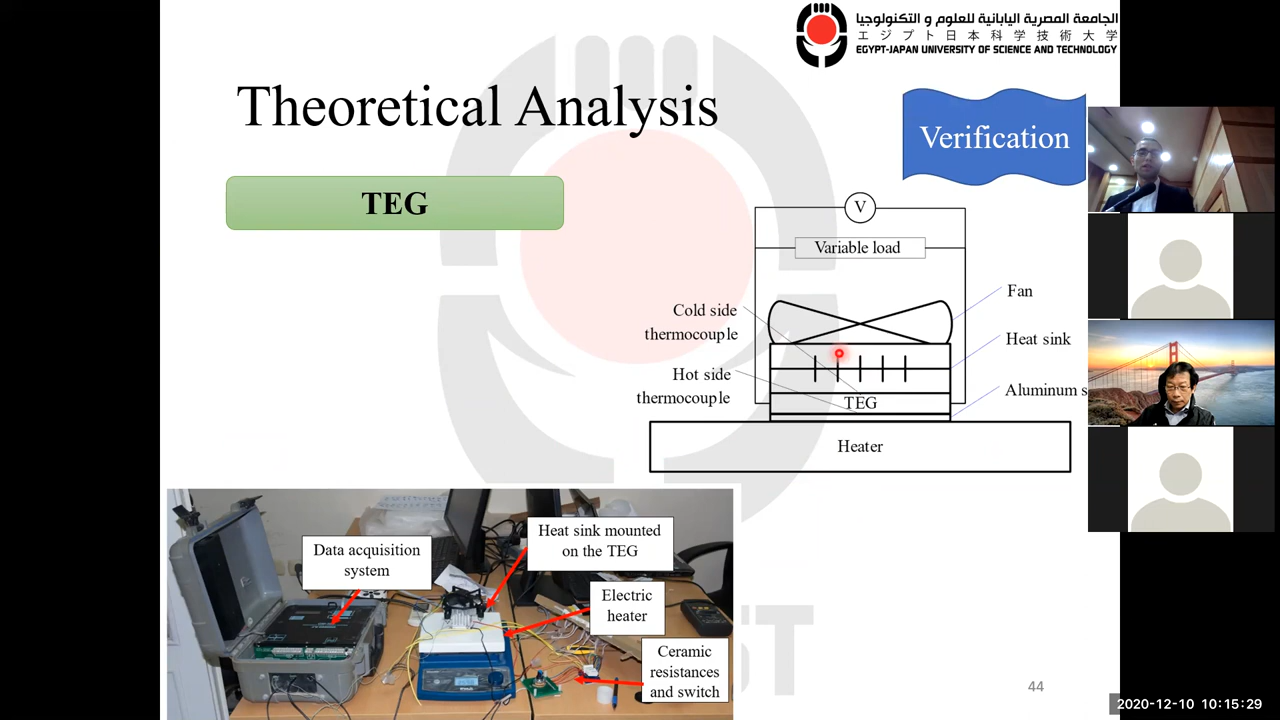 الجامعة المصرية اليابانية للعلوم و التكنولوجيا
エジプト日本科学技術大学
EGYPT-JAPAN UNIVERSITY OF SCIENCE AND TECHNOLOGY
Theoretical Analysis
Verification
TEG
V
Variable load
Fan
Cold side
thermocouple
Heat sink
Hot side
thermocouple
Aluminum s
TEG
Heater
Heat sink mounted
on the TEG
Data acquisition
system
Electric
heater
Ceramic
resistances
and switch
44
2020-12-10 10:15:29